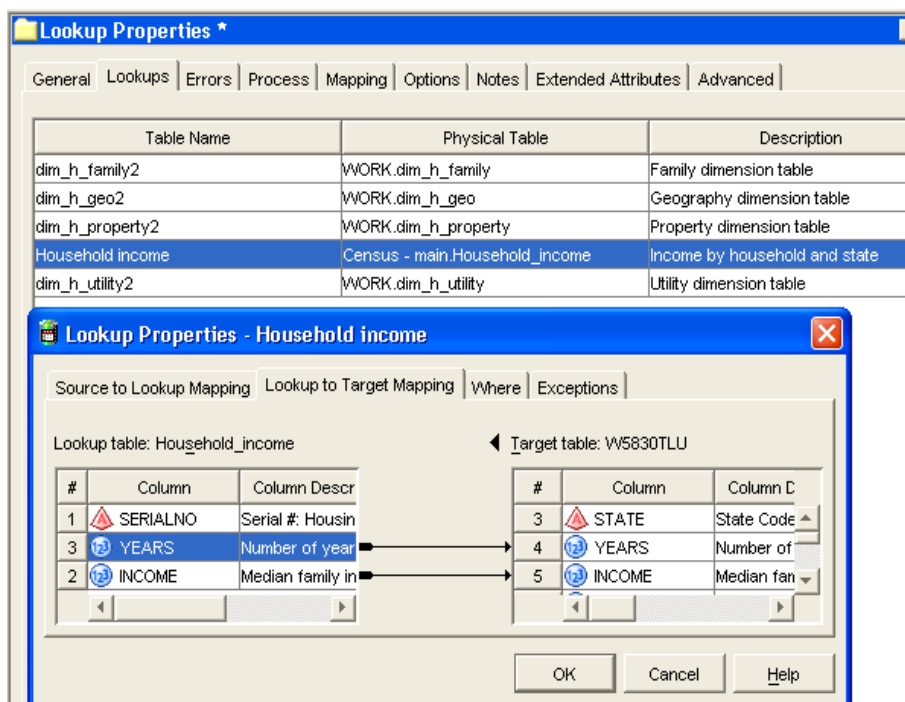 Lookup Properties *
General Lookups Errors Process Mapping Options Notes Extended Attributes Advanced
Table Name Physical Table Description
dim_h_family2 WORK.dim_h_family Family dimension table
dim_h_geo2 WORK.dim_h_geo Geography dimension table
dim_h_property2 WORK.dim_h_property Property dimension table
Household income Census - main.Household_income Income by household and state
dim_h_utility2 WORK.dim_h_utility Utility dimension table
Lookup Properties - Household income
Source to Lookup Mapping Lookup to Target Mapping Where Exceptions
Lookup table: Household_income Target table: W5830TLU
# Column Column Descr # Column Column D
1 SERIALNO Serial #: Housin 3 STATE State Code
3 YEARS Number of year 4 YEARS Number of
2 INCOME Median family in 5 INCOME Median fam
OK Cancel Help